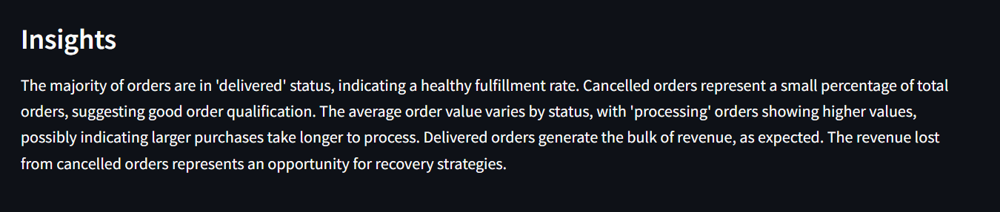 Insights
The majority of orders are in 'delivered' status, indicating a healthy fulfillment rate. Cancelled orders represent a small percentage of total
orders, suggesting good order qualification. The average order value varies by status, with 'processing' orders showing higher values,
possibly indicating larger purchases take longer to process. Delivered orders generate the bulk of revenue, as expected. The revenue lost
from cancelled orders represents an opportunity for recovery strategies.